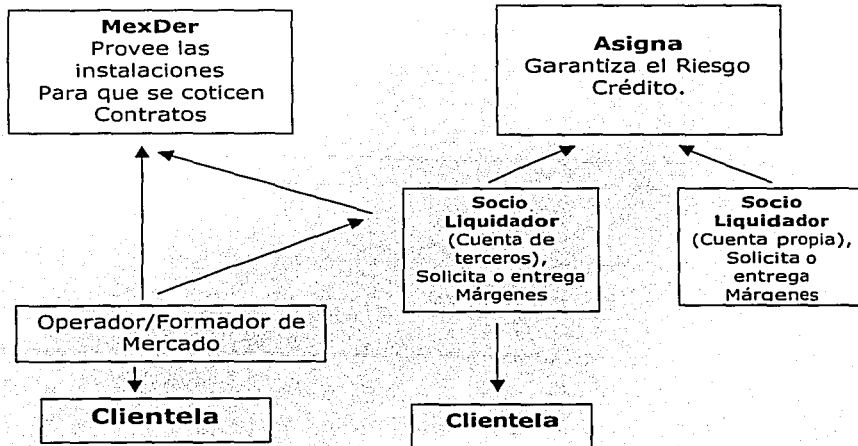 MexDer
Provee las
instalaciones
Para que se coticen
Contratos
Asigna
Garantiza el Riesgo
Crédito.
Socio
Liquidador
(Cuenta de
terceros),
Solicita o entrega
Márgenes
Socio
Liquidador
(Cuenta propia),
Solicita o
entrega
Márgenes
Operador/Formador de
Mercado
Clientela
Clientela